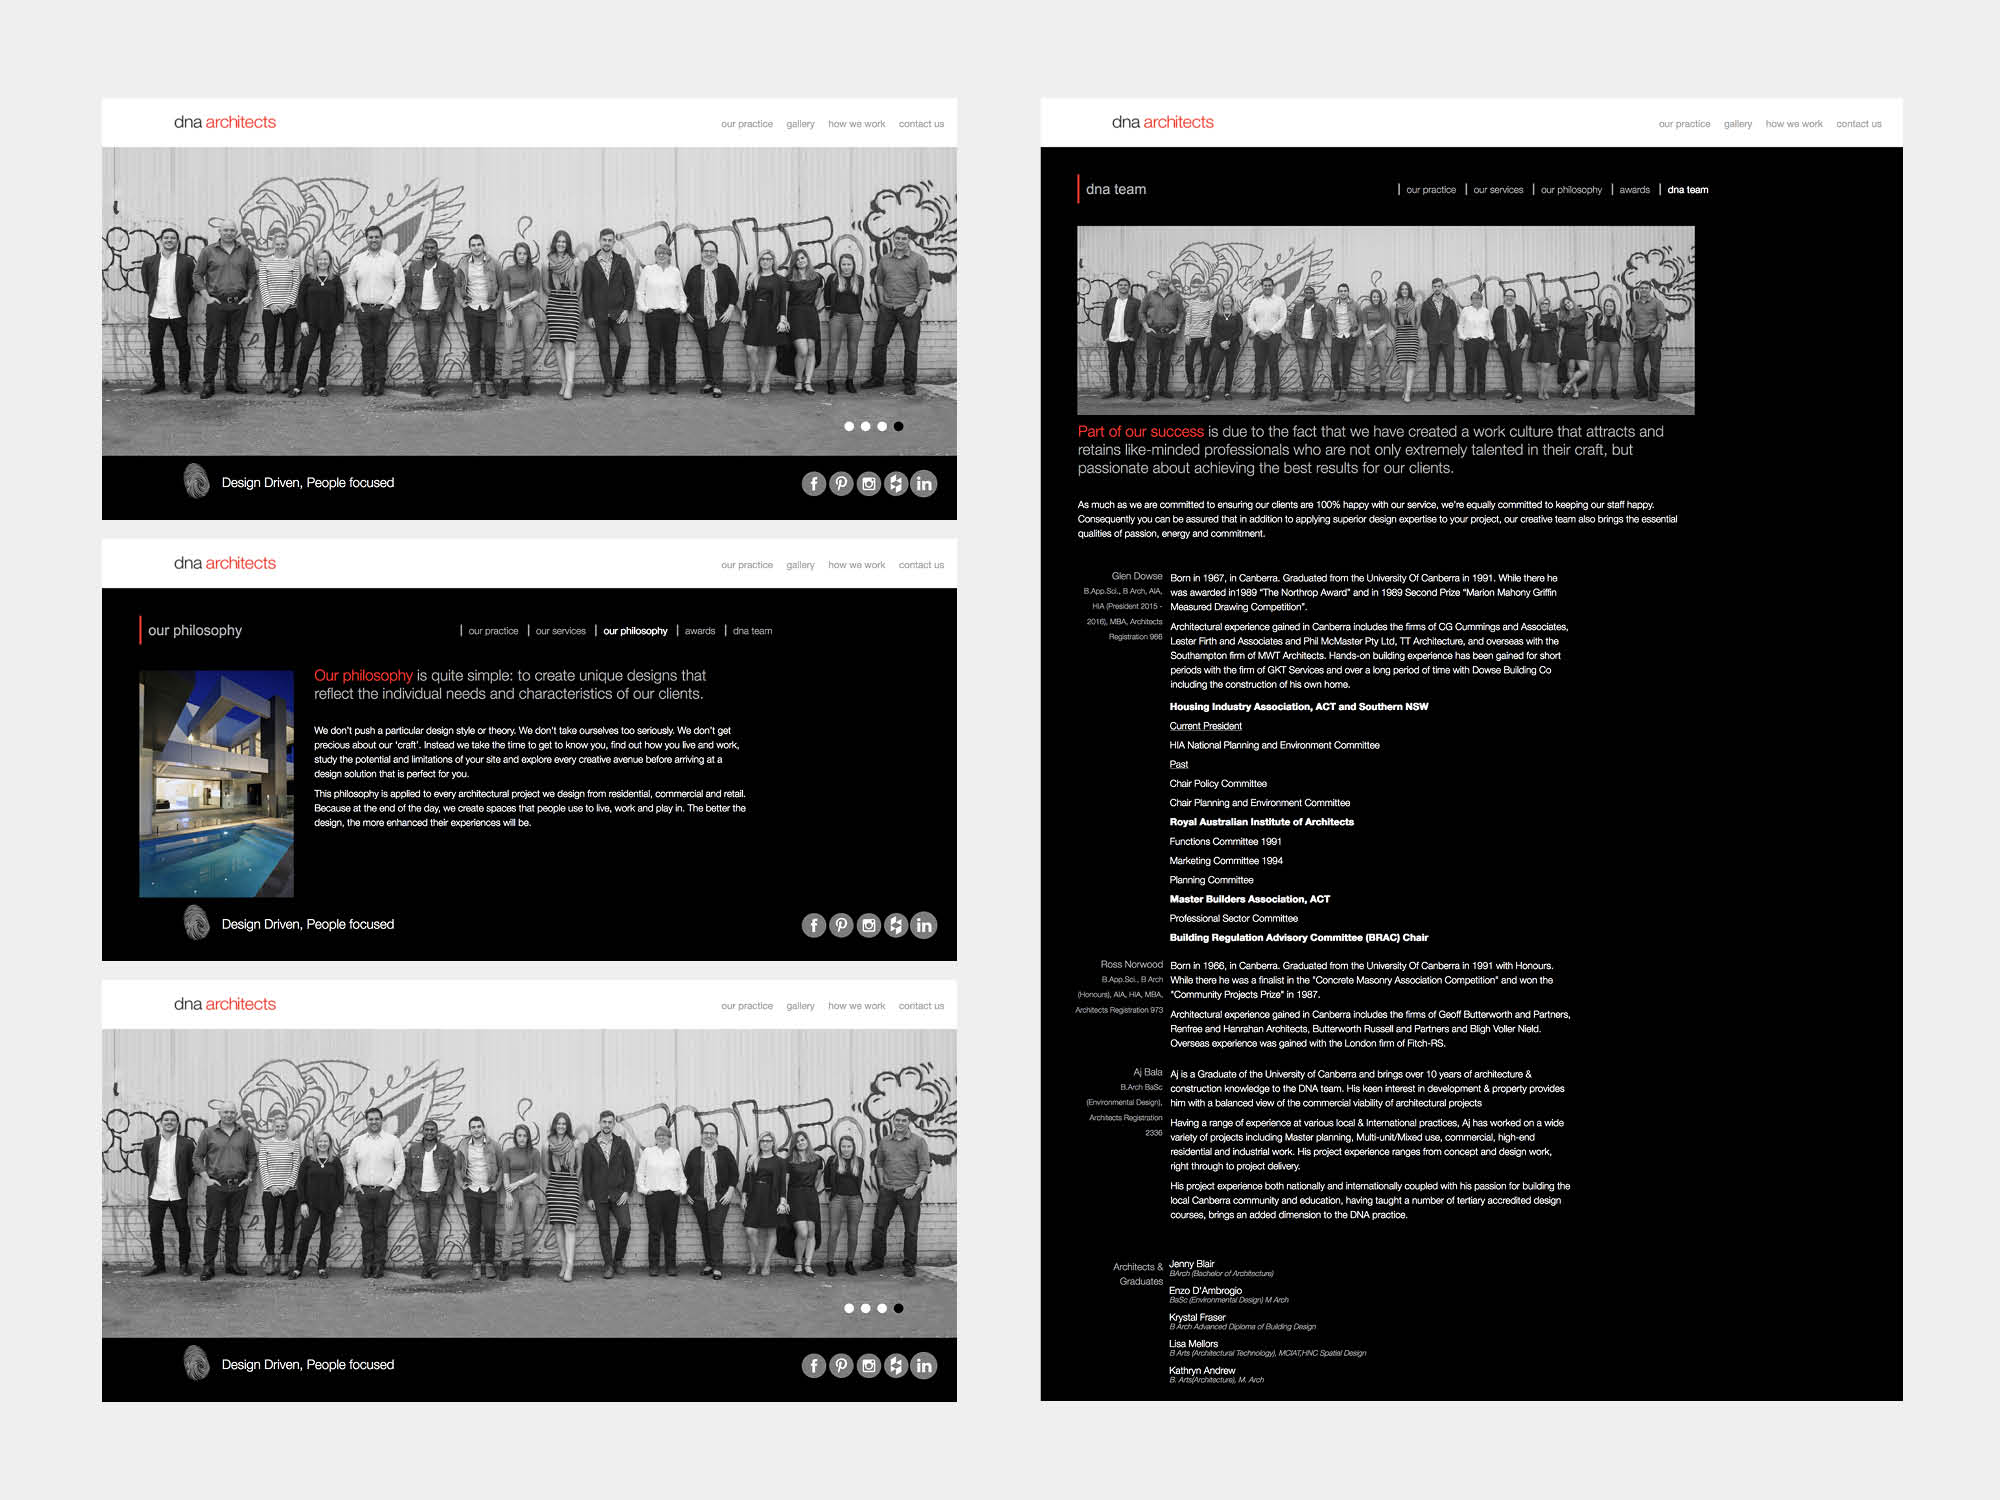 dna architects
our practice gallery how we work contact us
Design Driven, People focused
dna architects
our practice gallery how we work contact us
our philosophy
| our practice | our services | our philosophy | awards | dna team
Our philosophy is quite simple: to create unique designs that
reflect the individual needs and characteristics of our clients.
We don't push a particular design style or theory. We don't take ourselves too seriously. We don't get
precious about our 'craft'. Instead we take the time to get to know you, find out how you live and work,
study the potential and limitations of your site and explore every creative avenue before arriving at a
design solution that is perfect for you.
This philosophy is applied to every architectural project we design from residential, commercial and retail.
Because at the end of the day, we create spaces that people use to live, work and play in. The better the
design, the more enhanced their experiences will be.
Design Driven, People focused
dna architects
our practice gallery how we work contact us
Design Driven, People focused
dna architects
our practice gallery how we work contact us
dna team
| our practice | our services | our philosophy | awards | dna team
Part of our success is due to the fact that we have created a work culture that attracts and
retains like-minded professionals who are not only extremely talented in their craft, but
passionate about achieving the best results for our clients.
As much as we are committed to ensuring our clients are 100% happy with our service, we're equally committed to keeping our staff happy.
Consequently you can be assured that in addition to applying superior design expertise to your project, our creative team also brings the essential
qualities of passion, energy and commitment.
Glen Dowse
B.App.Sci., B Arch, AIA,
HIA (President 2015 -
2016), MBA, Architects
Registration 966
Born in 1967, in Canberra. Graduated from the University Of Canberra in 1991. While there he
was awarded in1989 "The Northrop Award" and in 1989 Second Prize "Marion Mahony Griffin
Measured Drawing Competition".
Architectural experience gained in Canberra includes the firms of CG Cummings and Associates,
Lester Firth and Associates and Phil McMaster Pty Ltd, TT Architecture, and overseas with the
Southampton firm of MWT Architects. Hands-on building experience has been gained for short
periods with the firm of GKT Services and over a long period of time with Dowse Building Co
including the construction of his own home.
Housing Industry Association, ACT and Southern NSW
Current President
HIA National Planning and Environment Committee
Past
Chair Policy Committee
Chair Planning and Environment Committee
Royal Australian Institute of Architects
Functions Committee 1991
Marketing Committee 1994
Planning Committee
Master Builders Association, ACT
Professional Sector Committee
Building Regulation Advisory Committee (BRAC) Chair
Ross Norwood
B.App.Sci., B Arch
(Honours), AIA, HIA, MBA,
Architects Registration 973
Born in 1966, in Canberra. Graduated from the University Of Canberra in 1991 with Honours.
While there he was a finalist in the "Concrete Masonry Association Competition" and won the
"Community Projects Prize" in 1987.
Architectural experience gained in Canberra includes the firms of Geoff Butterworth and Partners,
Renfree and Hanrahan Architects, Butterworth Russell and Partners and Bligh Voller Nield.
Overseas experience was gained with the London firm of Fitch-RS.
Aj Bala
B.Arch BaSc
(Environmental Design),
Architects Registration
2336
Aj is a Graduate of the University of Canberra and brings over 10 years of architecture &
construction knowledge to the DNA team. His keen interest in development & property provides
him with a balanced view of the commercial viability of architectural projects
Having a range of experience at various local & International practices, Aj has worked on a wide
variety of projects including Master planning, Multi-unit/Mixed use, commercial, high-end
residential and industrial work. His project experience ranges from concept and design work,
right through to project delivery.
His project experience both nationally and internationally coupled with his passion for building the
local Canberra community and education, having taught a number of tertiary accredited design
courses, brings an added dimension to the DNA practice.
Architects &
Graduates
Jenny Blair
BArch (Bachelor of Architecture)
Enzo D'Ambrogio
BaSc (Environmental Design) M Arch
Krystal Fraser
B Arch Advanced Diploma of Building Design
Lisa Mellors
B Arts (Architectural Technology), MCIAT,HNC Spatial Design
Kathryn Andrew
B. Arts(Architecture), M. Arch